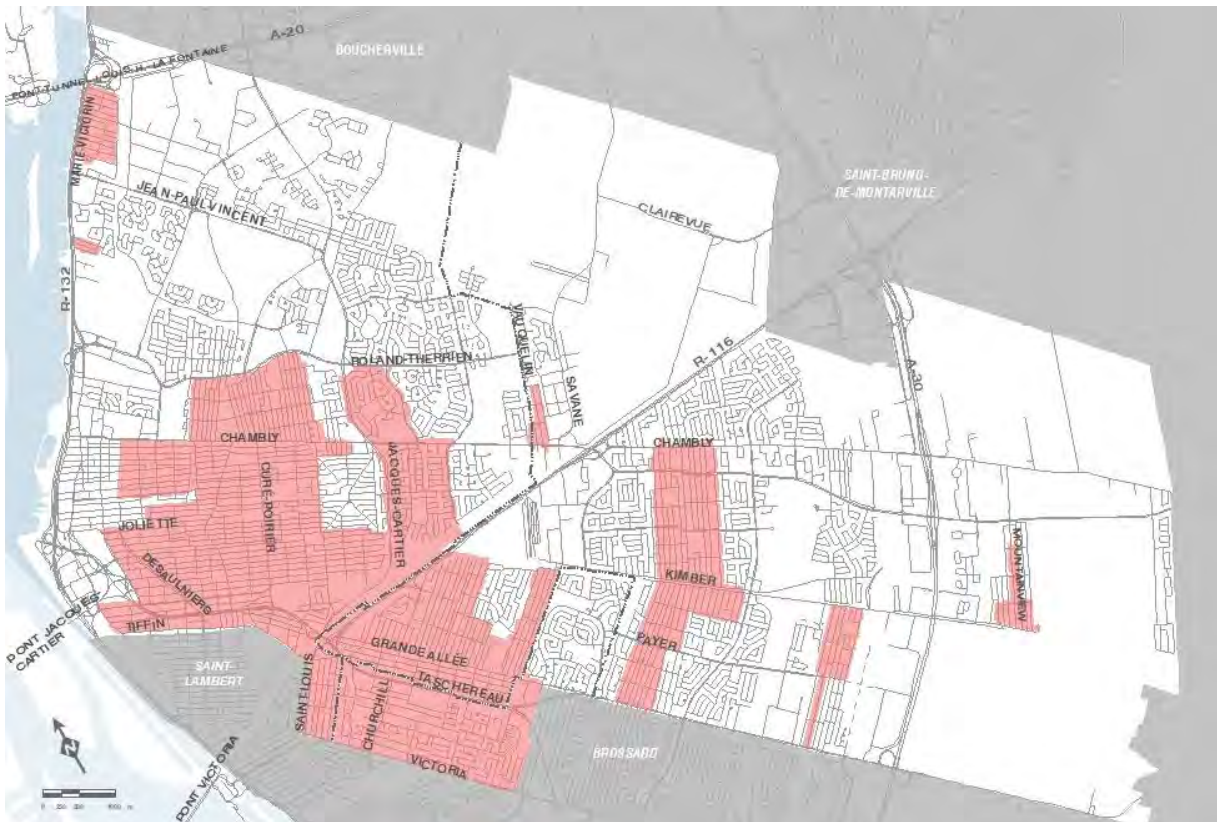 A-20
BOUCHERVILLE
PONT-TUNNEL LOUIS-H.-LA FONTAINE
MARIE-VICTORIN
SAINT-BRUNO-
DE-MONTARVILLE
JEAN-PAUL VINCENT
CLAIREVUE
R-132
VAUQUELIN
R-116
ROLAND-THERRIEN
SAVANE
A-30
CHAMBLY
CHAMBLY
CURÉ-POIRIER
JACQUES-CARTIER
JOLIETTE
MOUNTAINVIEW
DESAULNIERS
KIMBER
TIFFIN
PONT JACQUES-
CARTIER
GRANDE ALLÉE
PAYER
SAINT-
LAMBERT
TASCHEREAU
SAINT-LOUIS
CHURCHILL
BROSSARD
VICTORIA
PONT VICTORIA
N
0